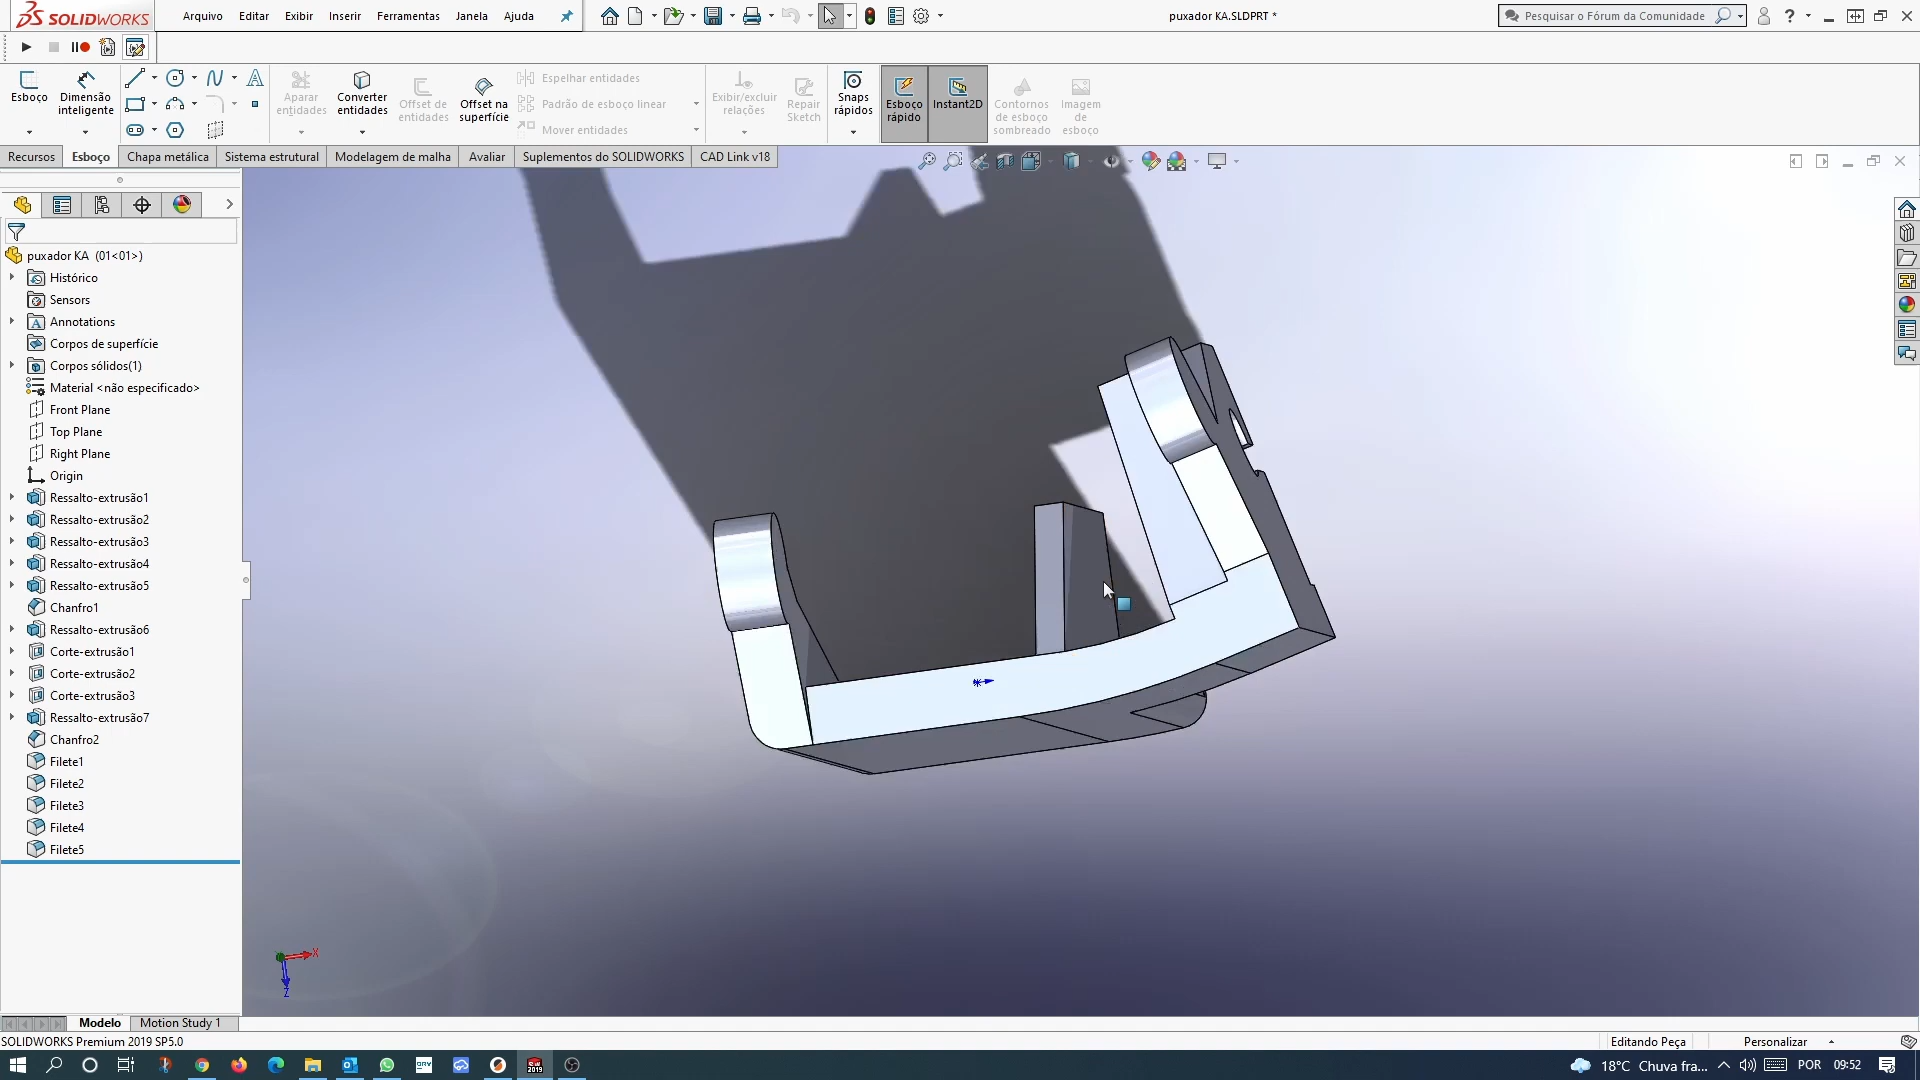 SOLIDWORKS
Arquivo Editar Exibir Inserir Ferramentas Janela Ajuda
puxador KA.SLDPRT *
Pesquisar o Fórum da Comunidade
Esboço
Dimensão inteligente
Aparar entidades
Converter entidades
Offset de entidades
Offset na superfície
Espelhar entidades
Padrão de esboço linear
Mover entidades
Exibir/excluir relações
Repair Sketch
Snaps rápidos
Esboço rápido
Instant2D
Contornos de esboço sombreado
Imagem de esboço
Recursos Esboço Chapa metálica Sistema estrutural Modelagem de malha Avaliar Suplementos do SOLIDWORKS CAD Link v18
puxador KA (01<01>)
Histórico
Sensors
Annotations
Corpos de superfície
Corpos sólidos(1)
Material <não especificado>
Front Plane
Top Plane
Right Plane
Origin
Ressalto-extrusão1
Ressalto-extrusão2
Ressalto-extrusão3
Ressalto-extrusão4
Ressalto-extrusão5
Chanfro1
Ressalto-extrusão6
Corte-extrusão1
Corte-extrusão2
Corte-extrusão3
Ressalto-extrusão7
Chanfro2
Filete1
Filete2
Filete3
Filete4
Filete5
X
Z
Modelo Motion Study 1
SOLIDWORKS Premium 2019 SP5.0
Editando Peça Personalizar
18°C Chuva fra... POR 09:52